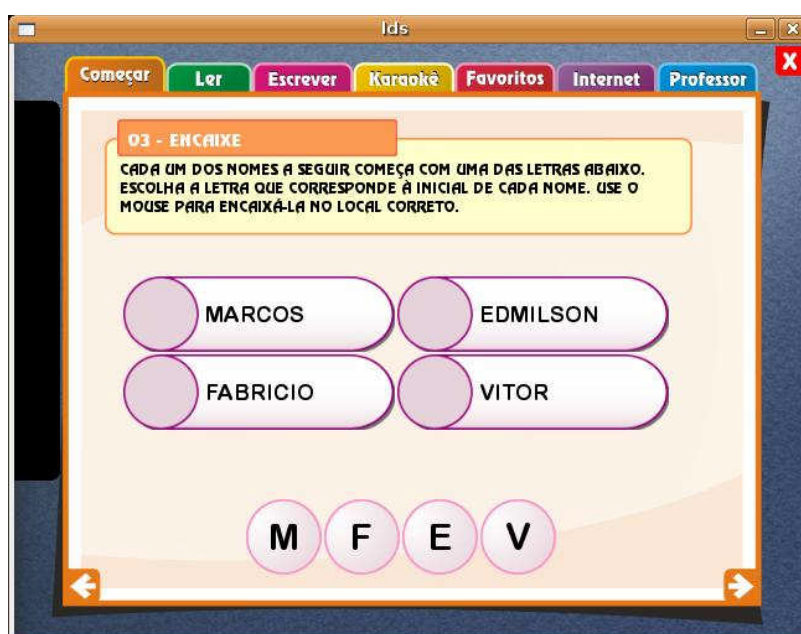 lds
Começar Ler Escrever Karaokê Favoritos Internet Professor X
03 - ENCAIXE
CADA UM DOS NOMES A SEGUIR COMEÇA COM UMA DAS LETRAS ABAIXO.
ESCOLHA A LETRA QUE CORRESPONDE À INICIAL DE CADA NOME. USE O
MOUSE PARA ENCAIXÁ-LA NO LOCAL CORRETO.
MARCOS EDMILSON
FABRICIO VITOR
M F E V